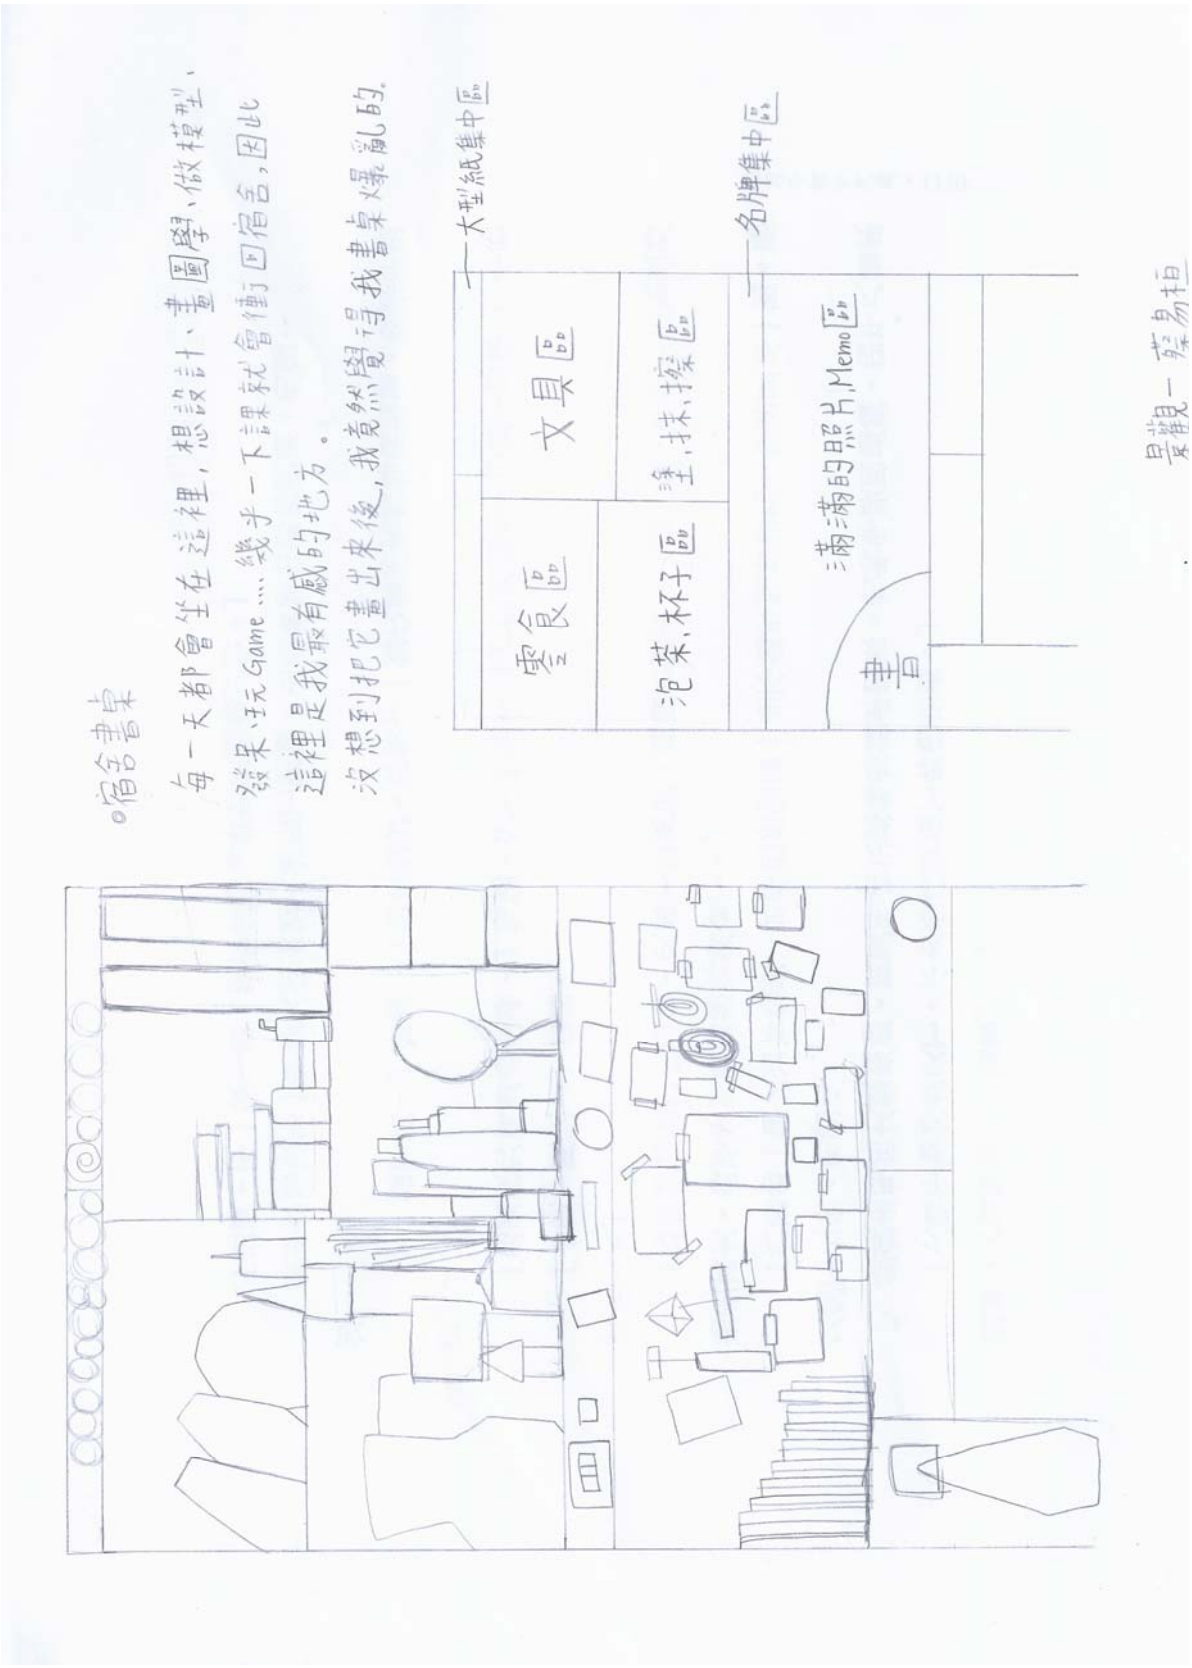 宿舍書桌
每一天都會坐在這裡,想設計、畫圖學、做模型、
發呆、玩Game....幾乎一下課就會衝回宿舍,因此
這裡是我最有感的地方。
沒想到把它畫出來後,我竟然覺得我書桌爆亂的.
大型紙集中區
零食區
文具區
泡茶、杯子區
塗、抹、擦區
名牌集中區
滿滿的照片,Memo區
書
景觀一 蔡易桓